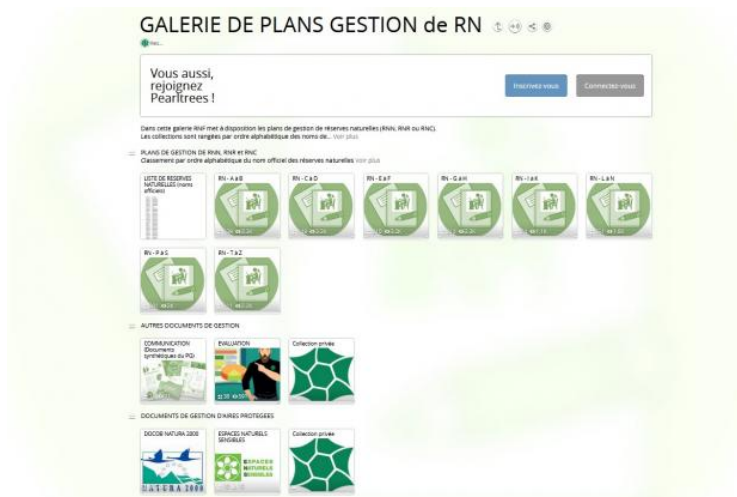 GALERIE DE PLANS GESTION de RN
Vous aussi,
rejoignez
Pearltrees !
Inscrivez-vous
Connectez-vous
Dans cette galerie RNF met à disposition les plans de gestion de réserves naturelles (RNN, RNR ou RNC).
Les collections sont rangées par ordre alphabétique des noms de... voir plus
PLANS DE GESTION DE RNN, RNR et RNC
Classement par ordre alphabétique du nom officiel des réserves naturelles voir plus
LISTE DE RESERVES
NATURELLES (noms
officiels)
RN - A à B
RN - C à D
RN - E à F
RN - G à H
RN - I à K
RN - L à N
RN - P à S
RN - T à Z
AUTRES DOCUMENTS DE GESTION
COMMUNICATION
(Documents
synthétiques du PG)
EVALUATION
Collection privée
DOCUMENTS DE GESTION D'AIRES PROTEGEES
DOCOB NATURA 2000
ESPACES NATURELS
SENSIBLES
Collection privée
NATURA 2000
ESPACES
NATURELS
SENSIBLES